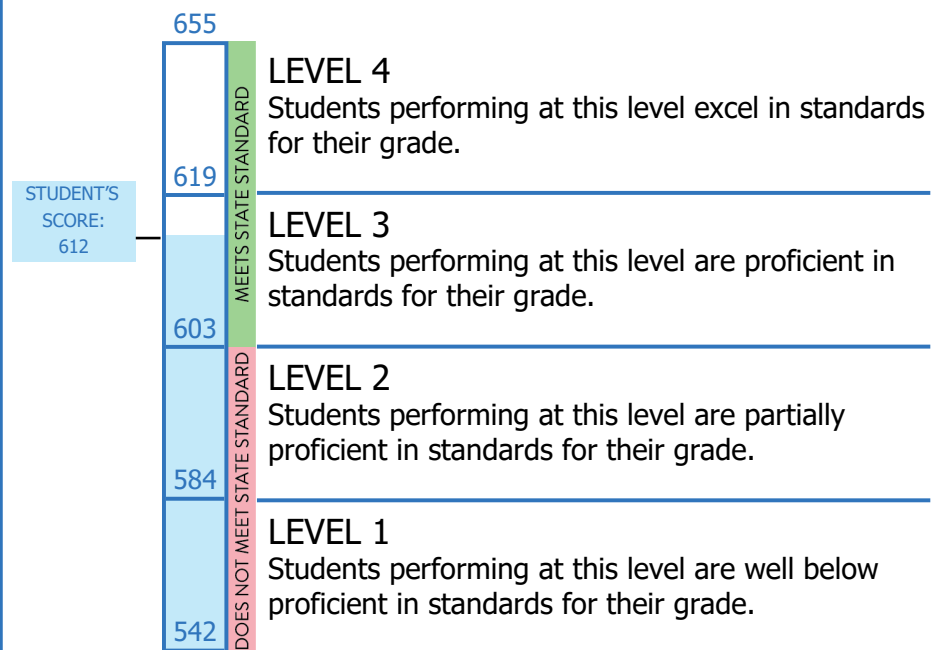 655
LEVEL 4
Students performing at this level excel in standards
for their grade.
619
STUDENT'S
SCORE:
612
MEETS STATE STANDARD
LEVEL 3
Students performing at this level are proficient in
standards for their grade.
603
LEVEL 2
Students performing at this level are partially
proficient in standards for their grade.
584
DOES NOT MEET STATE STANDARD
LEVEL 1
Students performing at this level are well below
proficient in standards for their grade.
542